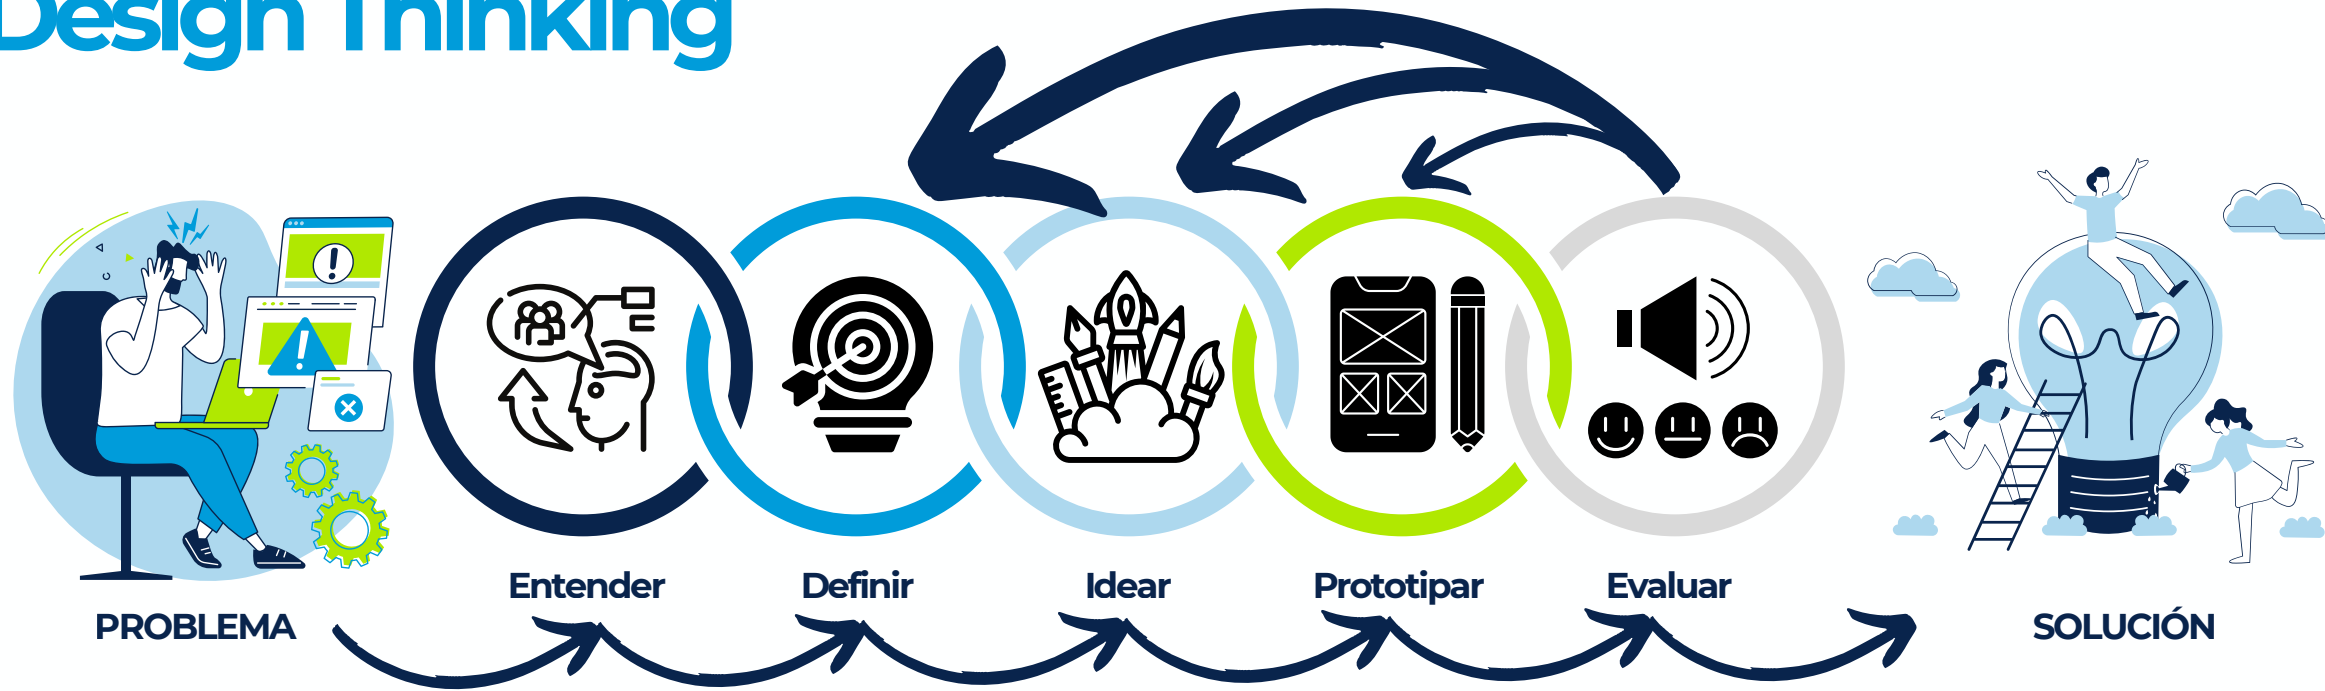 Design Thinking
Entender
Definir
Idear
Prototipar
Evaluar
PROBLEMA
SOLUCIÓN